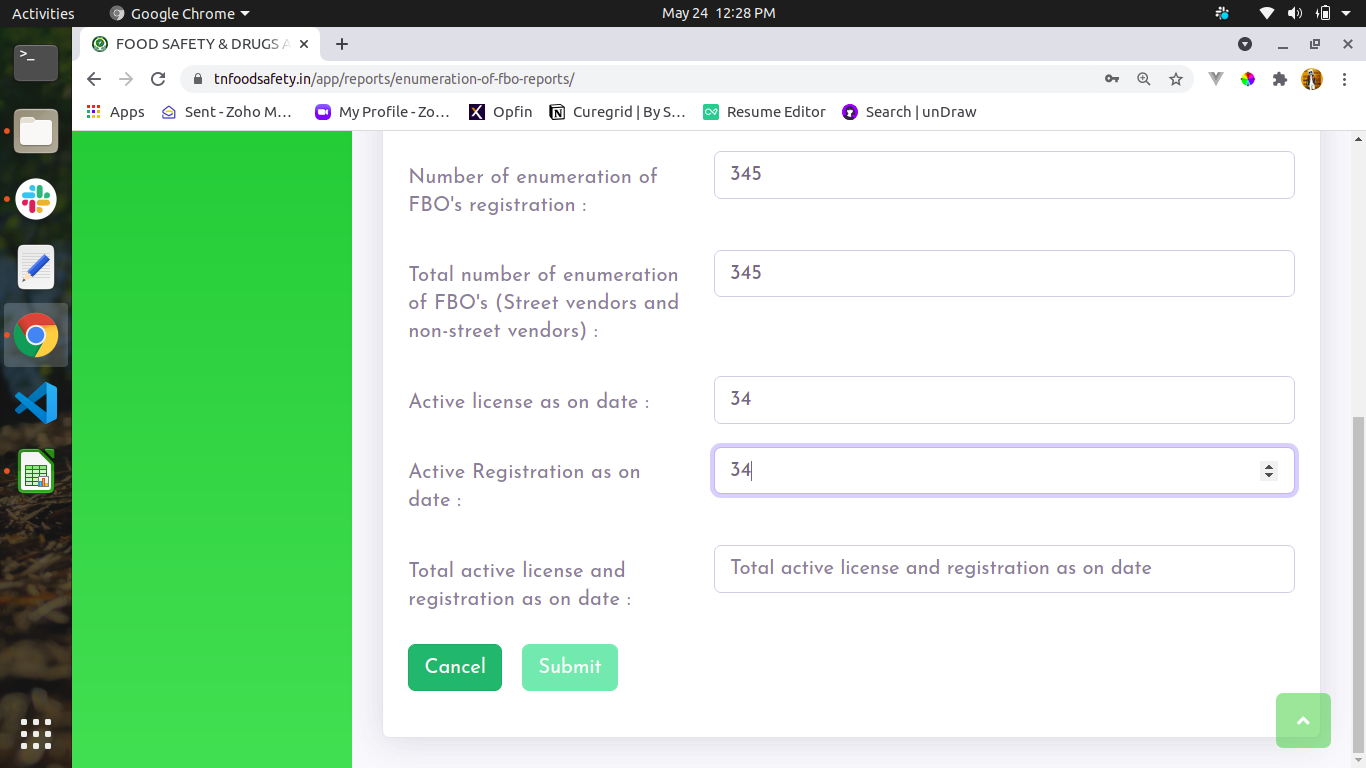 Activities
Google Chrome
May 24 12:28 PM
FOOD SAFETY & DRUGS
tnfoodsafety.in/app/reports/enumeration-of-fbo-reports/
Apps
Sent - Zoho M...
My Profile - Zo...
Opfin
Curegrid | By S...
Resume Editor
Search | unDraw
Number of enumeration of
FBO's registration :
345
Total number of enumeration
of FBO's (Street vendors and
non-street vendors) :
345
Active license as on date :
34
Active Registration as on
date :
34
Total active license and
registration as on date :
Total active license and registration as on date
Cancel
Submit